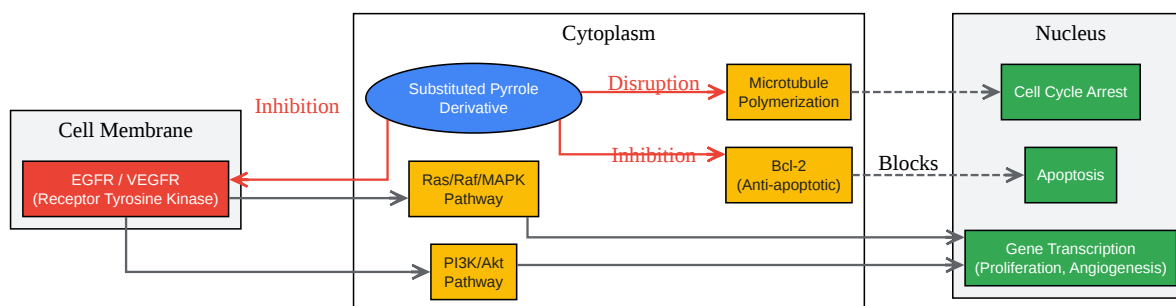 Cytoplasm
Nucleus
Substituted Pyrrole
Derivative
Disruption
Microtubule
Polymerization
Cell Cycle Arrest
Inhibition
Cell Membrane
Inhibition
Bcl-2
(Anti-apoptotic)
Blocks
Apoptosis
EGFR / VEGFR
(Receptor Tyrosine Kinase)
Ras/Raf/MAPK
Pathway
Gene Transcription
(Proliferation, Angiogenesis)
PI3K/Akt
Pathway